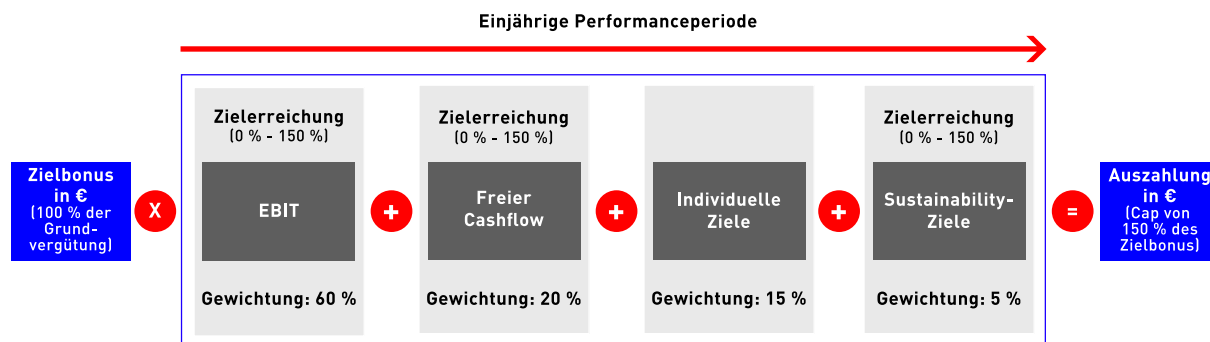 Einjährige Performanceperiode
Zielbonus
in €
(100 % der
Grund-
vergütung)
X
Zielerreichung
(0 % - 150 %)
EBIT
Gewichtung: 60 %
+
Zielerreichung
(0 % - 150 %)
Freier
Cashflow
Gewichtung: 20 %
+
Individuelle
Ziele
Gewichtung: 15 %
+
Zielerreichung
(0 % - 150 %)
Sustainability-
Ziele
Gewichtung: 5 %
=
Auszahlung
in €
(Cap von
150 % des
Zielbonus)